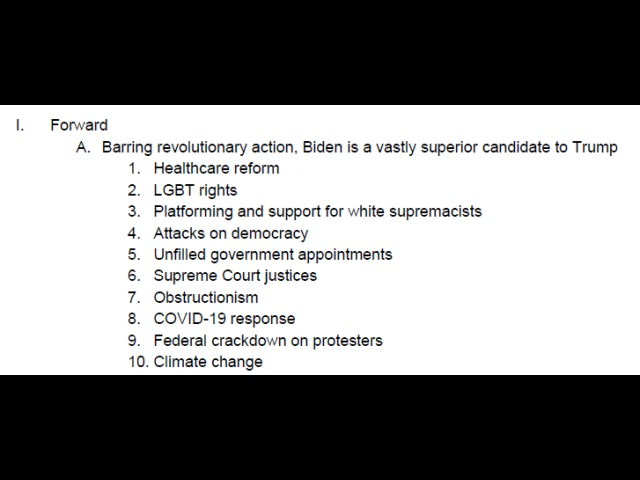 I. Forward
A. Barring revolutionary action, Biden is a vastly superior candidate to Trump
1. Healthcare reform
2. LGBT rights
3. Platforming and support for white supremacists
4. Attacks on democracy
5. Unfilled government appointments
6. Supreme Court justices
7. Obstructionism
8. COVID-19 response
9. Federal crackdown on protesters
10. Climate change